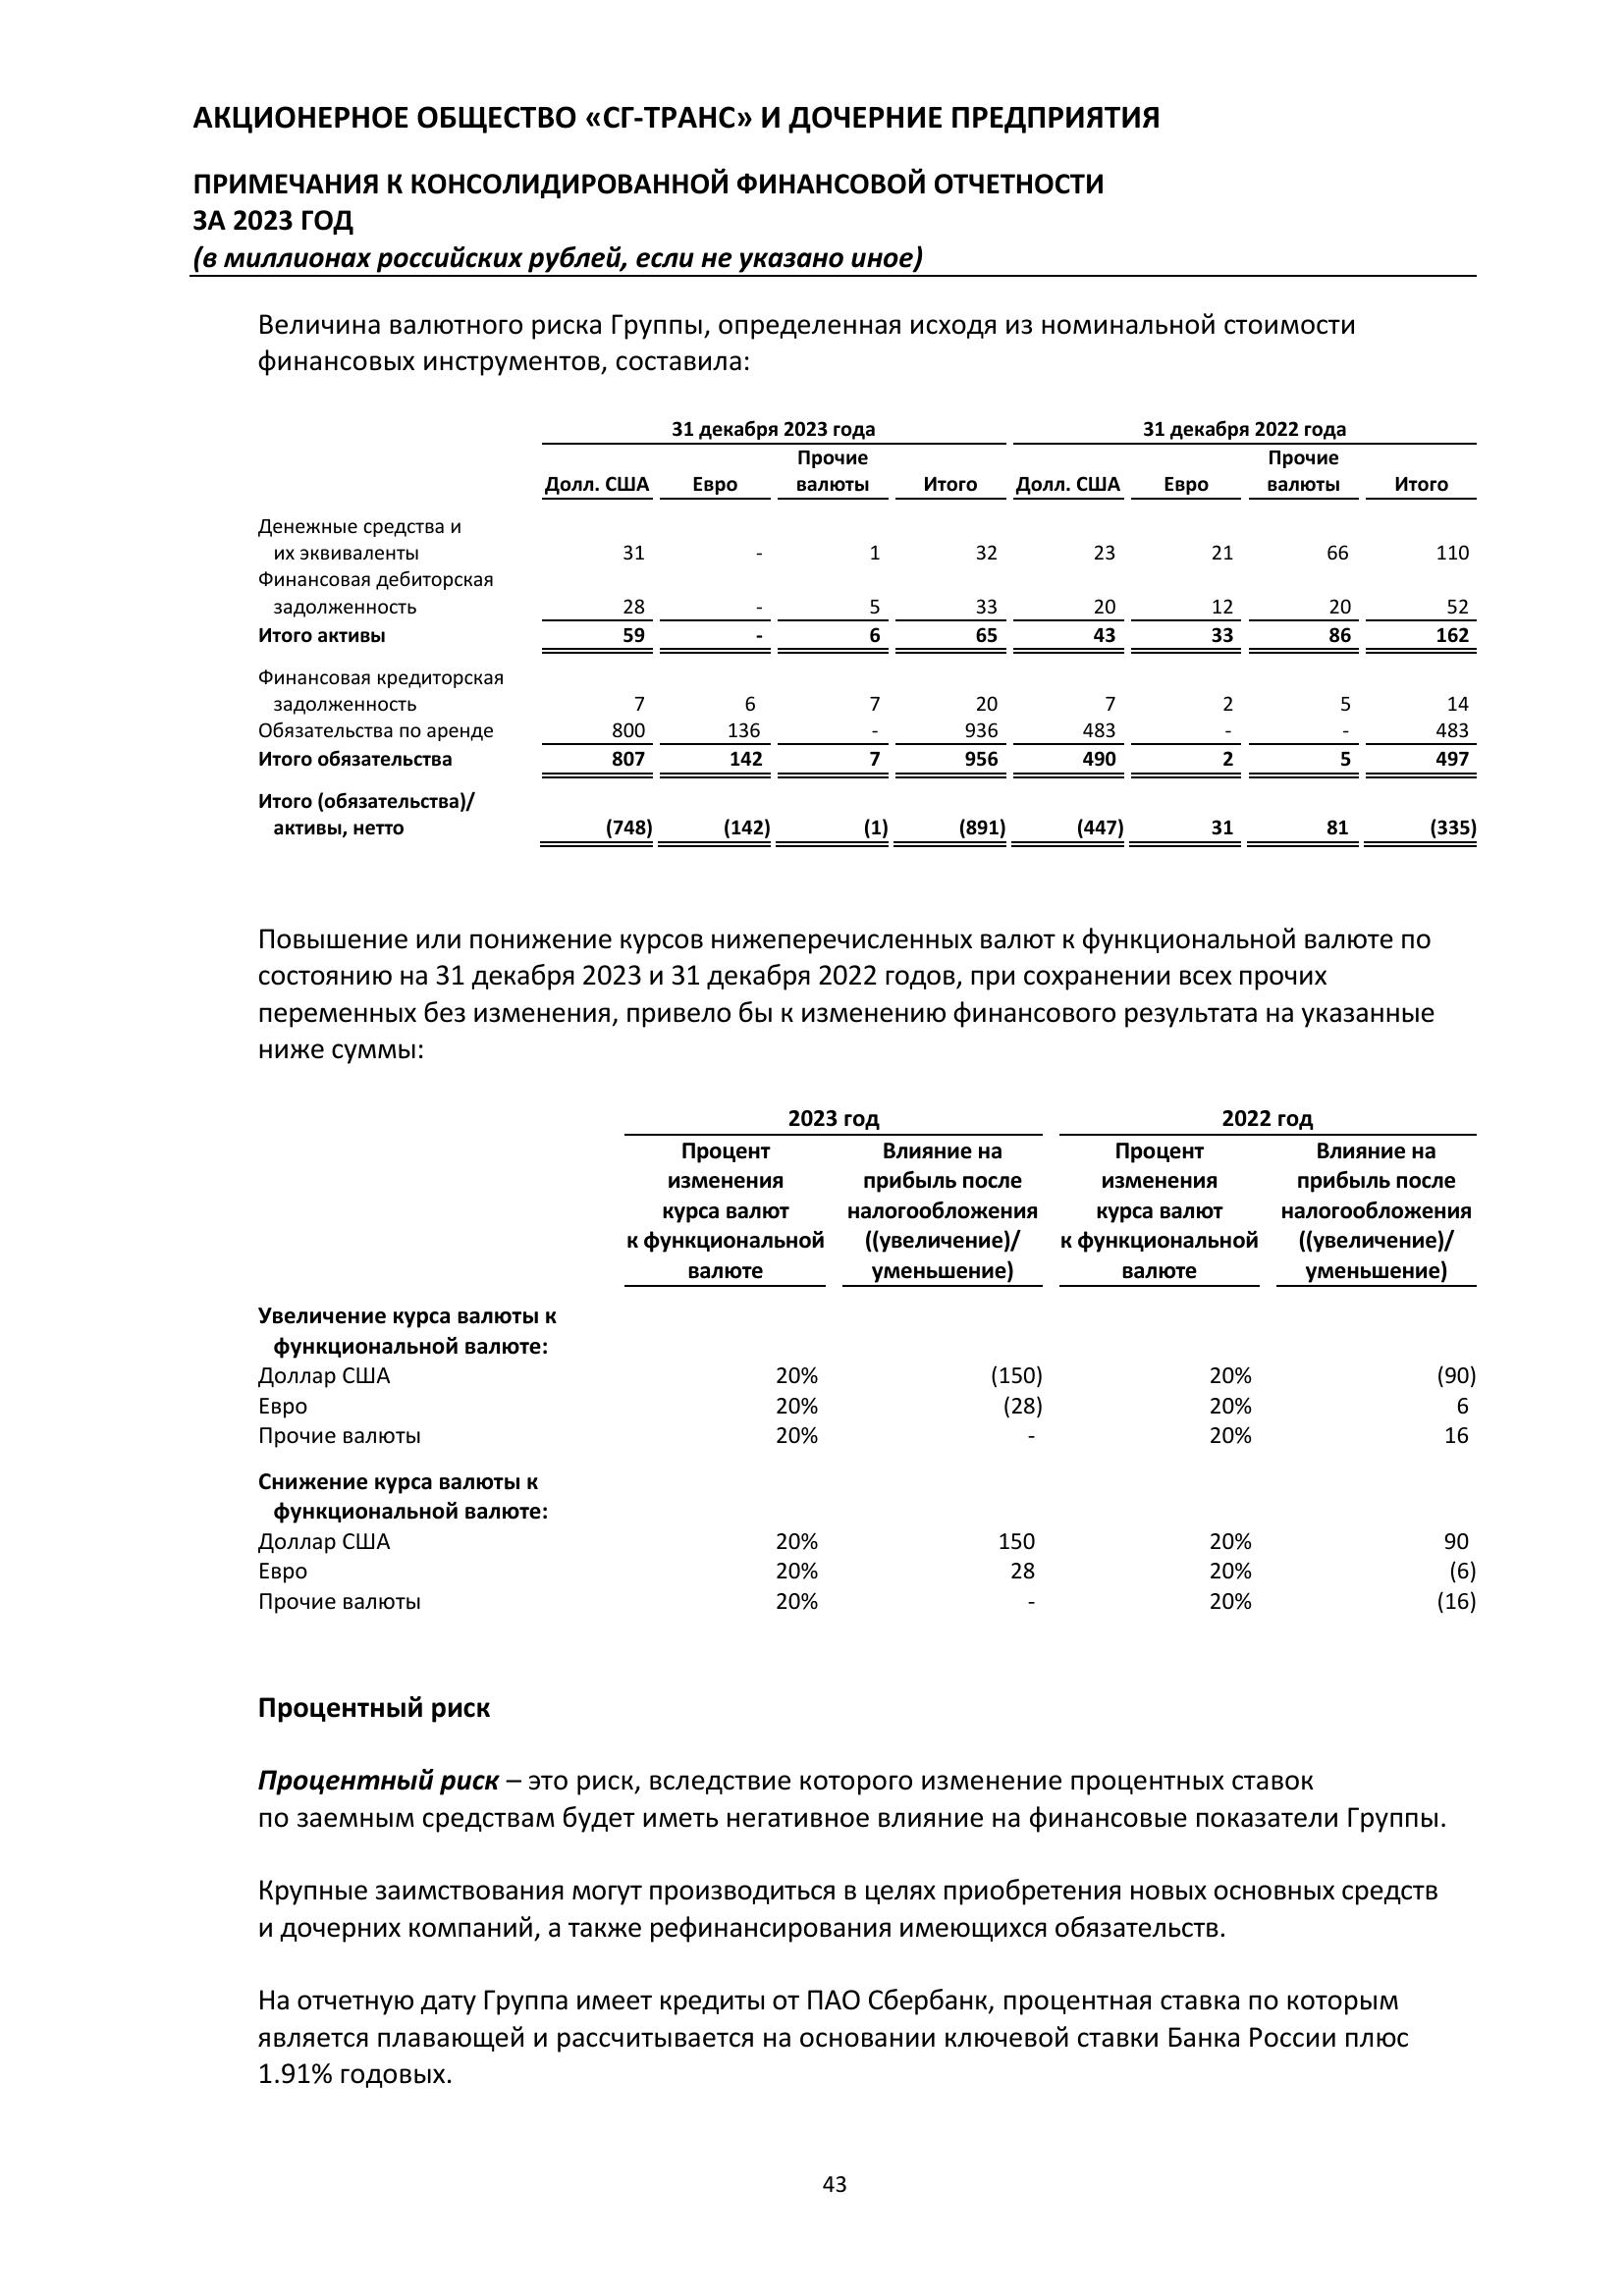 АКЦИОНЕРНОЕ ОБЩЕСТВО «СГ-ТРАНС» И ДОЧЕРНИЕ ПРЕДПРИЯТИЯ
ПРИМЕЧАНИЯ К КОНСОЛИДИРОВАННОЙ ФИНАНСОВОЙ ОТЧЕТНОСТИ
ЗА 2023 ГОД
(в миллионах российских рублей, если не указано иное)
Величина валютного риска Группы, определенная исходя из номинальной стоимости
финансовых инструментов, составила:
31 декабря 2023 года 31 декабря 2022 года
Прочие Прочие
Долл. США Евро валюты Итого Долл. США Евро валюты Итого
Денежные средства и
их эквиваленты 31 - 1 32 23 21 66 110
Финансовая дебиторская
задолженность 28 - 5 33 20 12 20 52
Итого активы 59 - 6 65 43 33 86 162
Финансовая кредиторская
задолженность 7 6 7 20 7 2 5 14
Обязательства по аренде 800 136 - 936 483 - - 483
Итого обязательства 807 142 7 956 490 2 5 497
Итого (обязательства)/
активы, нетто (748) (142) (1) (891) (447) 31 81 (335)
Повышение или понижение курсов нижеперечисленных валют к функциональной валюте по
состоянию на 31 декабря 2023 и 31 декабря 2022 годов, при сохранении всех прочих
переменных без изменения, привело бы к изменению финансового результата на указанные
ниже суммы:
2023 год 2022 год
Процент Влияние на Процент Влияние на
изменения прибыль после изменения прибыль после
курса валют налогообложения курса валют налогообложения
к функциональной ((увеличение)/ к функциональной ((увеличение)/
валюте уменьшение) валюте уменьшение)
Увеличение курса валюты к
функциональной валюте:
Доллар США 20% (150) 20% (90)
Евро 20% (28) 20% 6
Прочие валюты 20% - 20% 16
Снижение курса валюты к
функциональной валюте:
Доллар США 20% 150 20% 90
Евро 20% 28 20% (6)
Прочие валюты 20% - 20% (16)
Процентный риск
Процентный риск – это риск, вследствие которого изменение процентных ставок
по заемным средствам будет иметь негативное влияние на финансовые показатели Группы.
Крупные заимствования могут производиться в целях приобретения новых основных средств
и дочерних компаний, а также рефинансирования имеющихся обязательств.
На отчетную дату Группа имеет кредиты от ПАО Сбербанк, процентная ставка по которым
является плавающей и рассчитывается на основании ключевой ставки Банка России плюс
1.91% годовых.
43